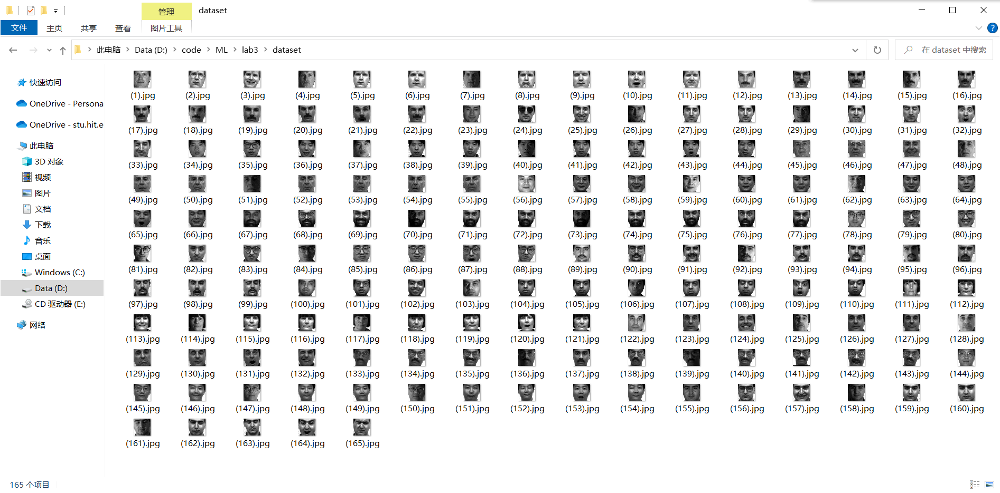 管理 dataset
文件 主页 共享 查看 图片工具
此电脑 Data (D:) code ML lab3 dataset 在 dataset 中搜索
快速访问
OneDrive - Persona
OneDrive - stu.hit.e
此电脑
3D 对象
视频
图片
文档
下载
音乐
桌面
Windows (C:)
Data (D:)
CD 驱动器 (E:)
网络
(1).jpg (2).jpg (3).jpg (4).jpg (5).jpg (6).jpg (7).jpg (8).jpg (9).jpg (10).jpg (11).jpg (12).jpg (13).jpg (14).jpg (15).jpg (16).jpg
(17).jpg (18).jpg (19).jpg (20).jpg (21).jpg (22).jpg (23).jpg (24).jpg (25).jpg (26).jpg (27).jpg (28).jpg (29).jpg (30).jpg (31).jpg (32).jpg
(33).jpg (34).jpg (35).jpg (36).jpg (37).jpg (38).jpg (39).jpg (40).jpg (41).jpg (42).jpg (43).jpg (44).jpg (45).jpg (46).jpg (47).jpg (48).jpg
(49).jpg (50).jpg (51).jpg (52).jpg (53).jpg (54).jpg (55).jpg (56).jpg (57).jpg (58).jpg (59).jpg (60).jpg (61).jpg (62).jpg (63).jpg (64).jpg
(65).jpg (66).jpg (67).jpg (68).jpg (69).jpg (70).jpg (71).jpg (72).jpg (73).jpg (74).jpg (75).jpg (76).jpg (77).jpg (78).jpg (79).jpg (80).jpg
(81).jpg (82).jpg (83).jpg (84).jpg (85).jpg (86).jpg (87).jpg (88).jpg (89).jpg (90).jpg (91).jpg (92).jpg (93).jpg (94).jpg (95).jpg (96).jpg
(97).jpg (98).jpg (99).jpg (100).jpg (101).jpg (102).jpg (103).jpg (104).jpg (105).jpg (106).jpg (107).jpg (108).jpg (109).jpg (110).jpg (111).jpg (112).jpg
(113).jpg (114).jpg (115).jpg (116).jpg (117).jpg (118).jpg (119).jpg (120).jpg (121).jpg (122).jpg (123).jpg (124).jpg (125).jpg (126).jpg (127).jpg (128).jpg
(129).jpg (130).jpg (131).jpg (132).jpg (133).jpg (134).jpg (135).jpg (136).jpg (137).jpg (138).jpg (139).jpg (140).jpg (141).jpg (142).jpg (143).jpg (144).jpg
(145).jpg (146).jpg (147).jpg (148).jpg (149).jpg (150).jpg (151).jpg (152).jpg (153).jpg (154).jpg (155).jpg (156).jpg (157).jpg (158).jpg (159).jpg (160).jpg
(161).jpg (162).jpg (163).jpg (164).jpg (165).jpg
165 个项目